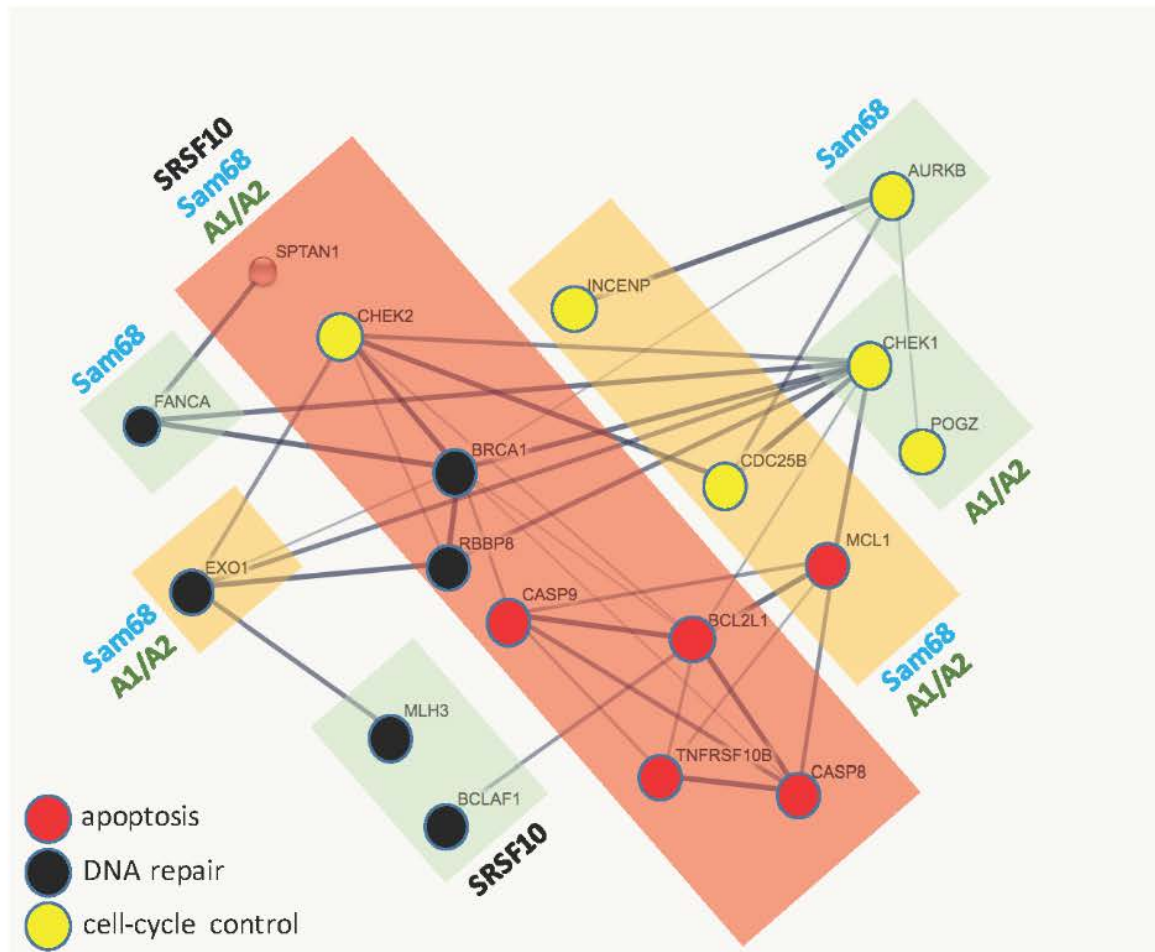 SRSF10
Sam68
A1/A2
Sam68
AURKB
SPTAN1
INCENP
CHEK2
CHEK1
Sam68
FANCA
POGZ
BRCA1
CDC25B
A1/A2
RBBP8
MCL1
EXO1
CASP9
BCL2L1
Sam68
A1/A2
Sam68
A1/A2
MLH3
TNFRSF10B
CASP8
BCLAF1
SRSF10
apoptosis
DNA repair
cell-cycle control